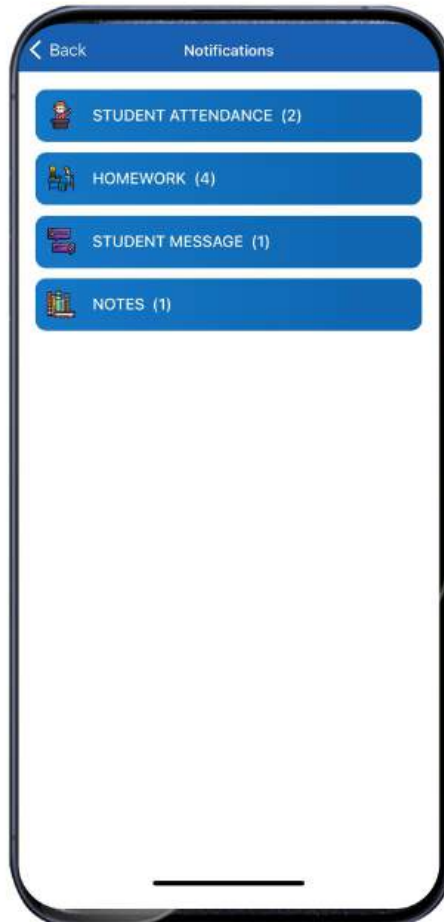 Back
Notifications
STUDENT ATTENDANCE (2)
HOMEWORK (4)
STUDENT MESSAGE (1)
NOTES (1)